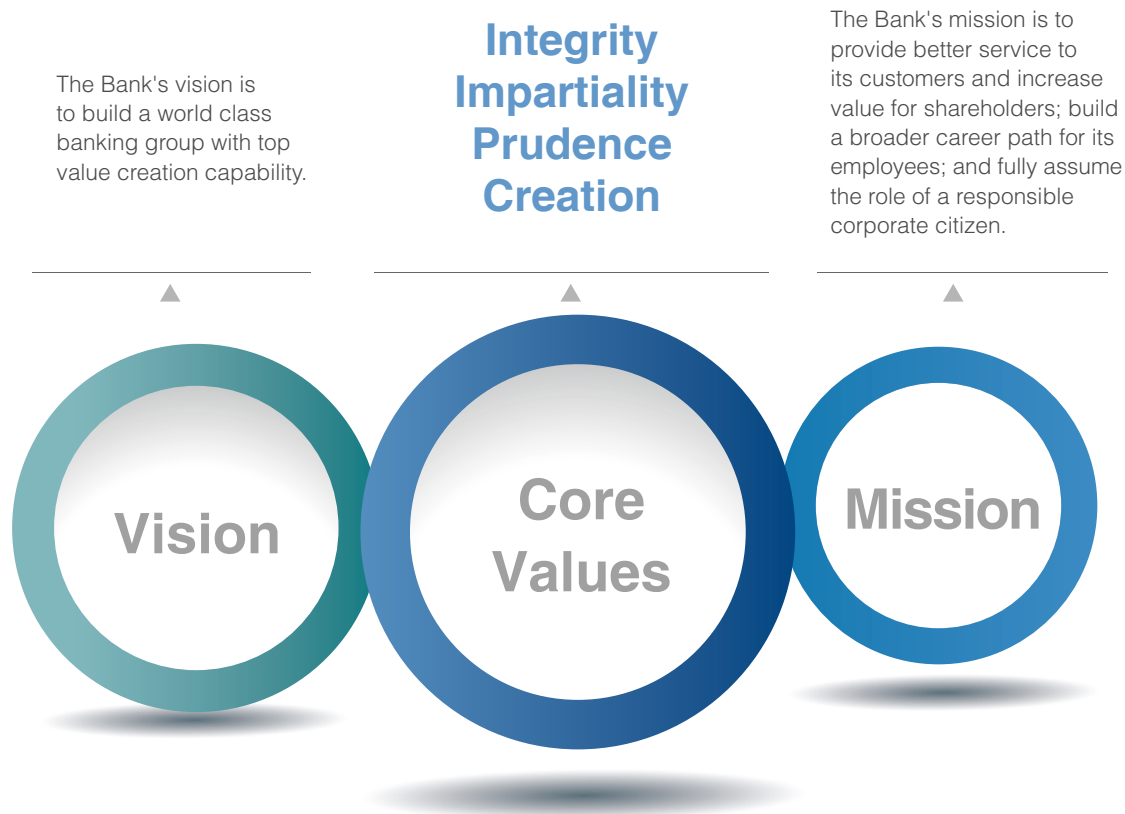 The Bank's vision is
to build a world class
banking group with top
value creation capability.
Integrity
Impartiality
Prudence
Creation
The Bank's mission is to
provide better service to
its customers and increase
value for shareholders; build
a broader career path for its
employees; and fully assume
the role of a responsible
corporate citizen.
Vision
Core
Values
Mission